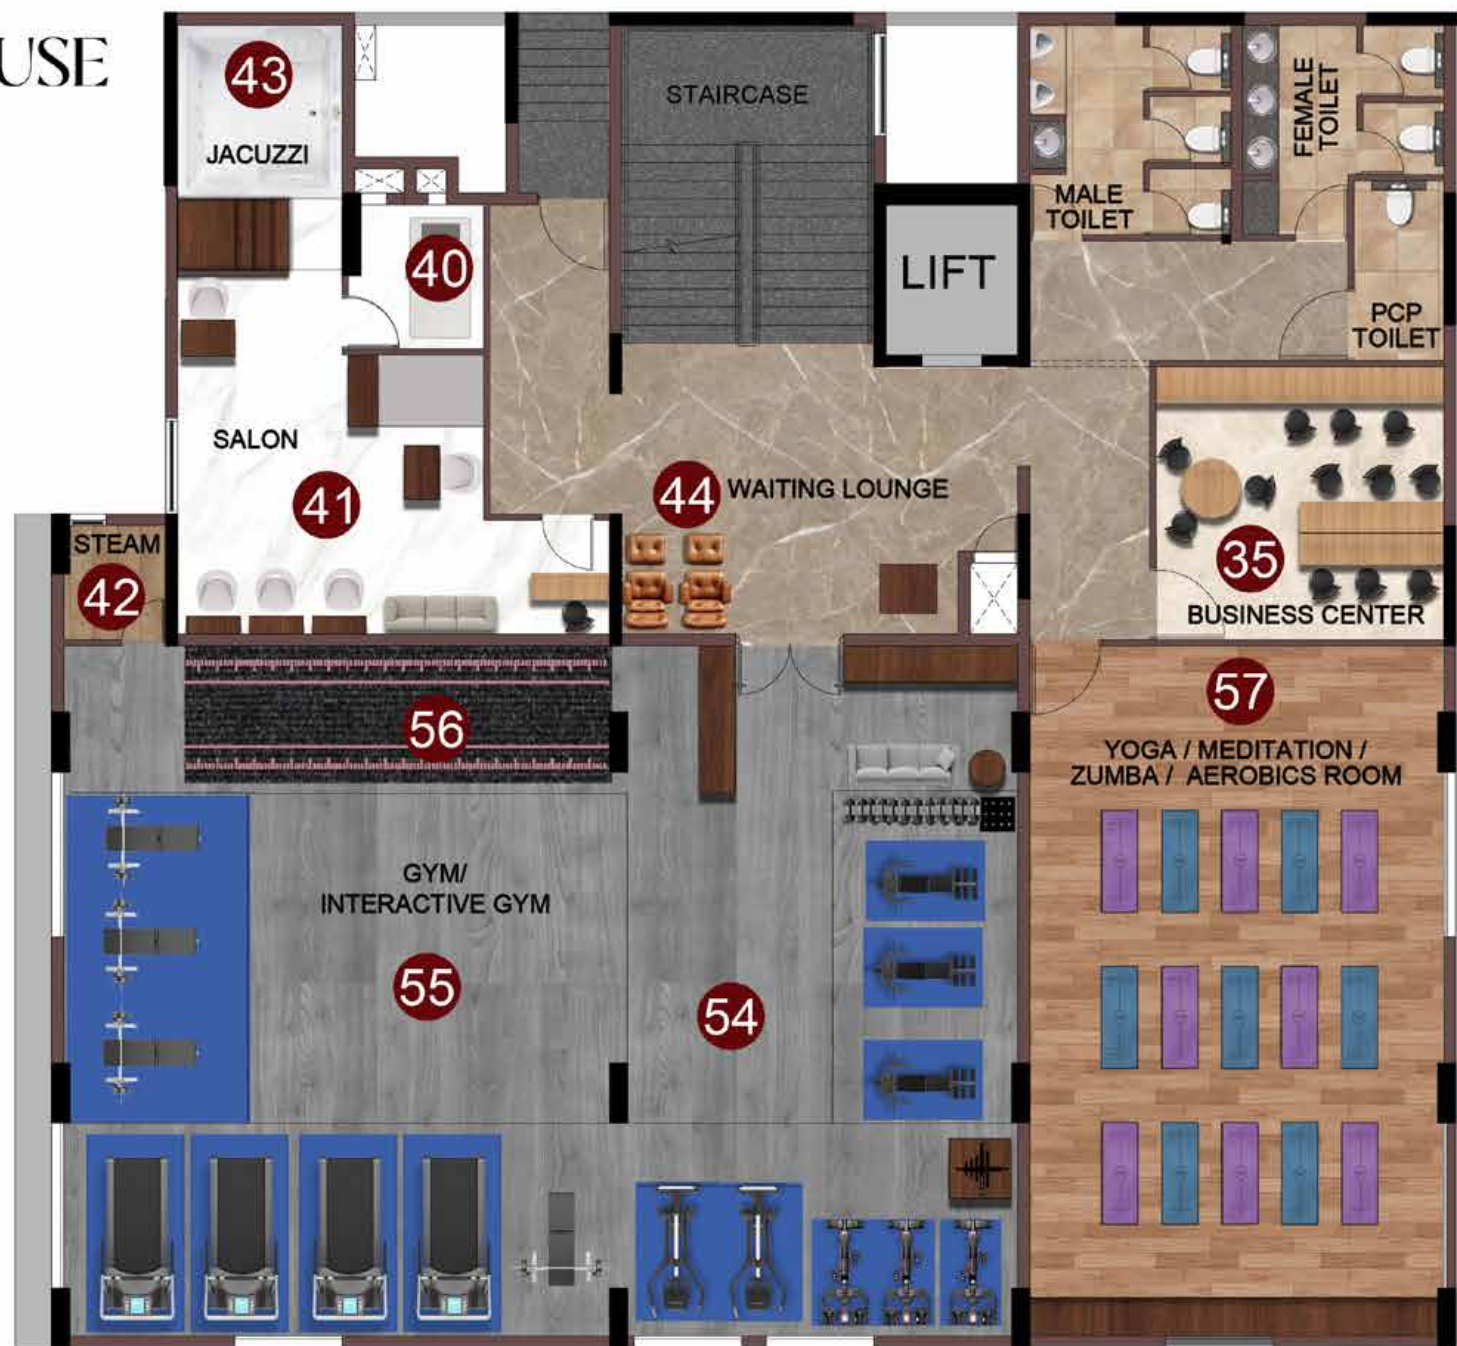 USE
43
JACUZZI
STAIRCASE
FEMALE
TOILET
MALE
TOILET
40
LIFT
PCP
TOILET
SALON
41
44 WAITING LOUNGE
STEAM
42
35
BUSINESS CENTER
56
57
YOGA / MEDITATION /
ZUMBA / AEROBICS ROOM
GYM/
INTERACTIVE GYM
55
54